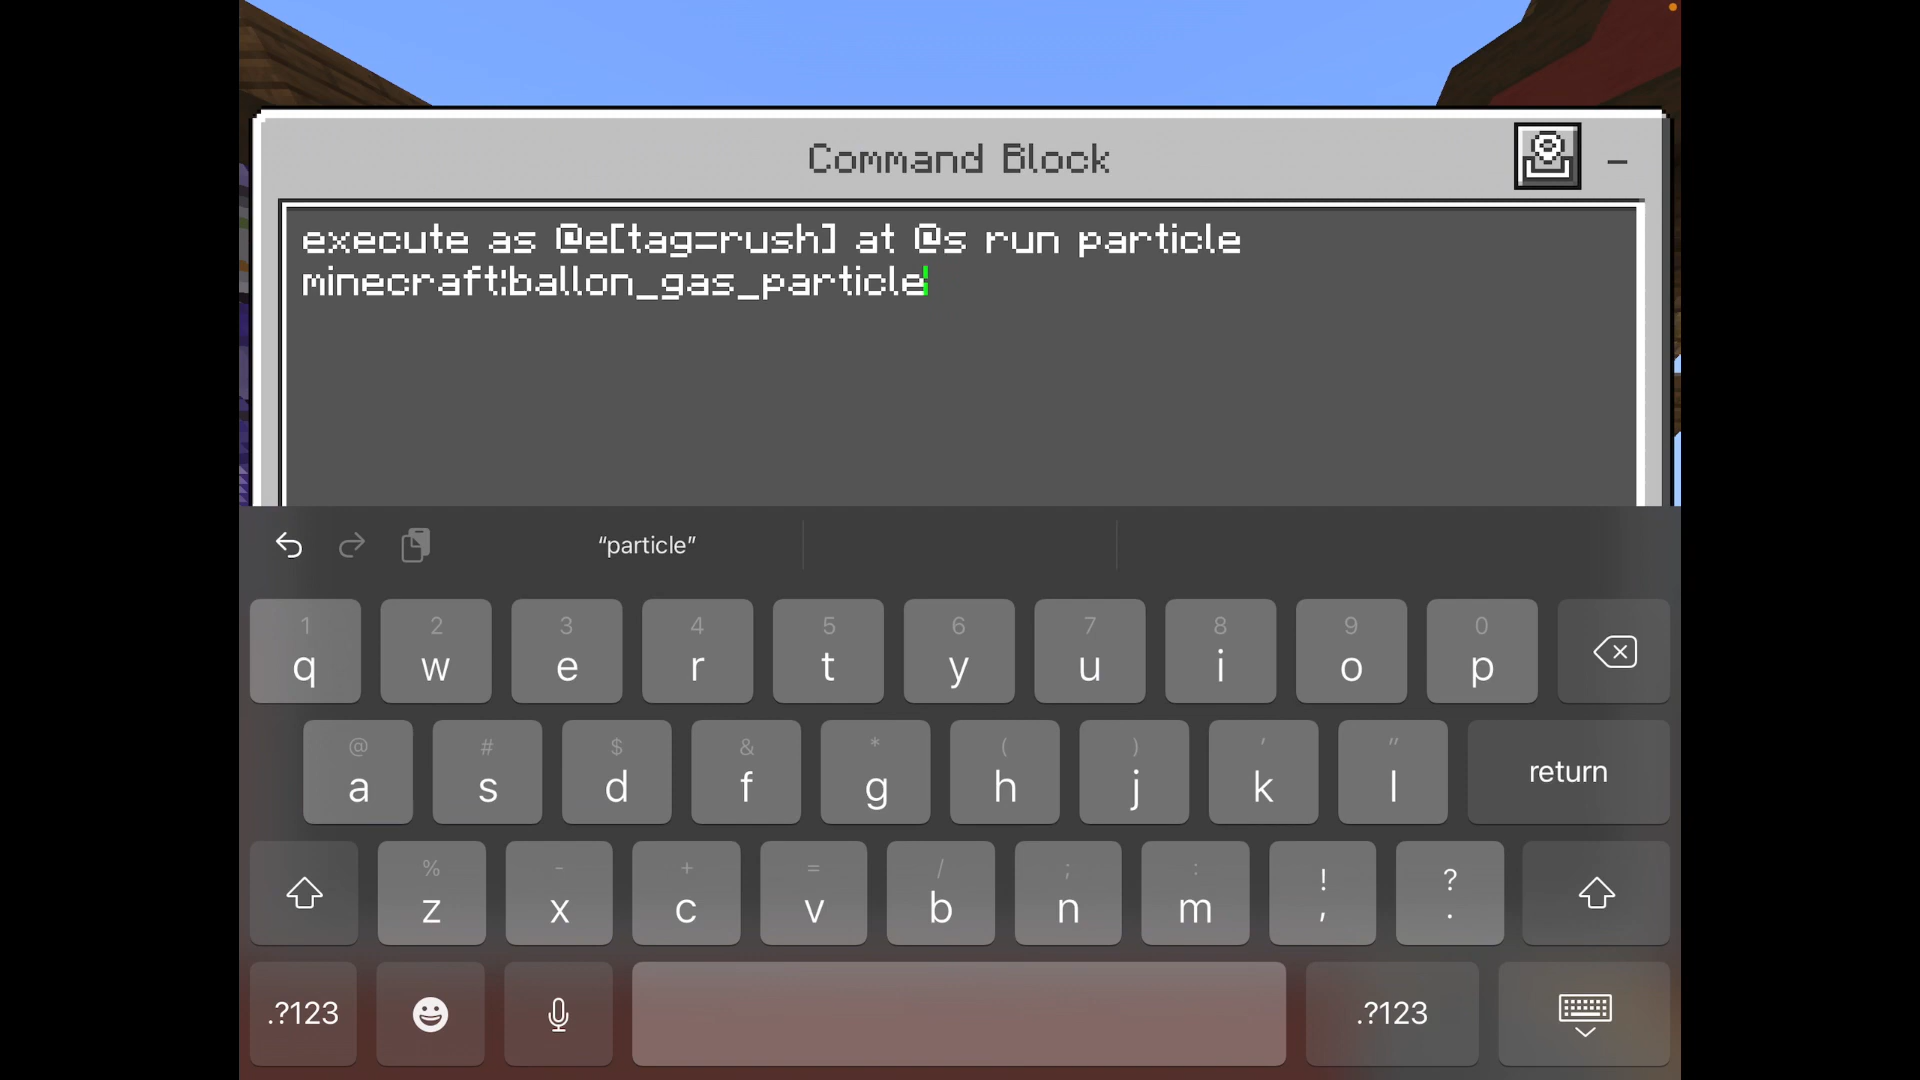 Command Block
execute as @e[tag=rush] at @s run particle
minecraft:ballon_gas_particle
“particle”
1 2 3 4 5 6 7 8 9 0
q w e r t y u i o p
@ # $ & * ( ) ' "
a s d f g h j k l return
% - + = / ; : ! ?
z x c v b n m , .
.?123 .?123